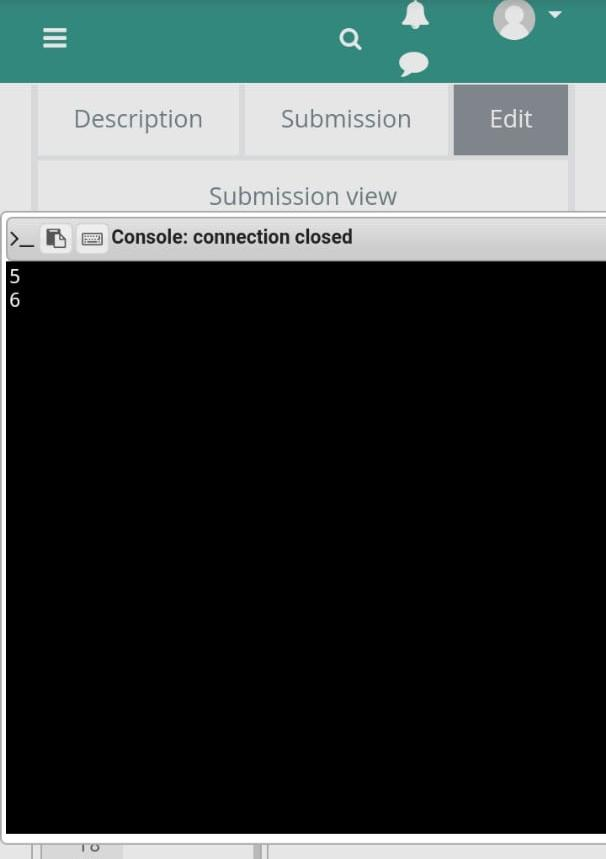 Description
Submission
Edit
Submission view
>_ Console: connection closed
5
6